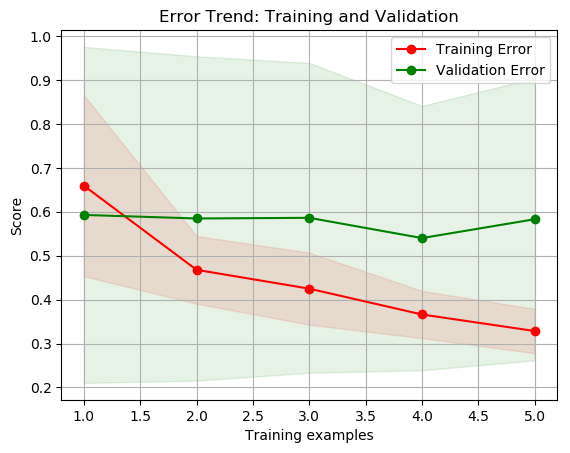 Error Trend: Training and Validation
Training Error
Validation Error
Score
1.0
0.9
0.8
0.7
0.6
0.5
0.4
0.3
0.2
1.0 1.5 2.0 2.5 3.0 3.5 4.0 4.5 5.0
Training examples